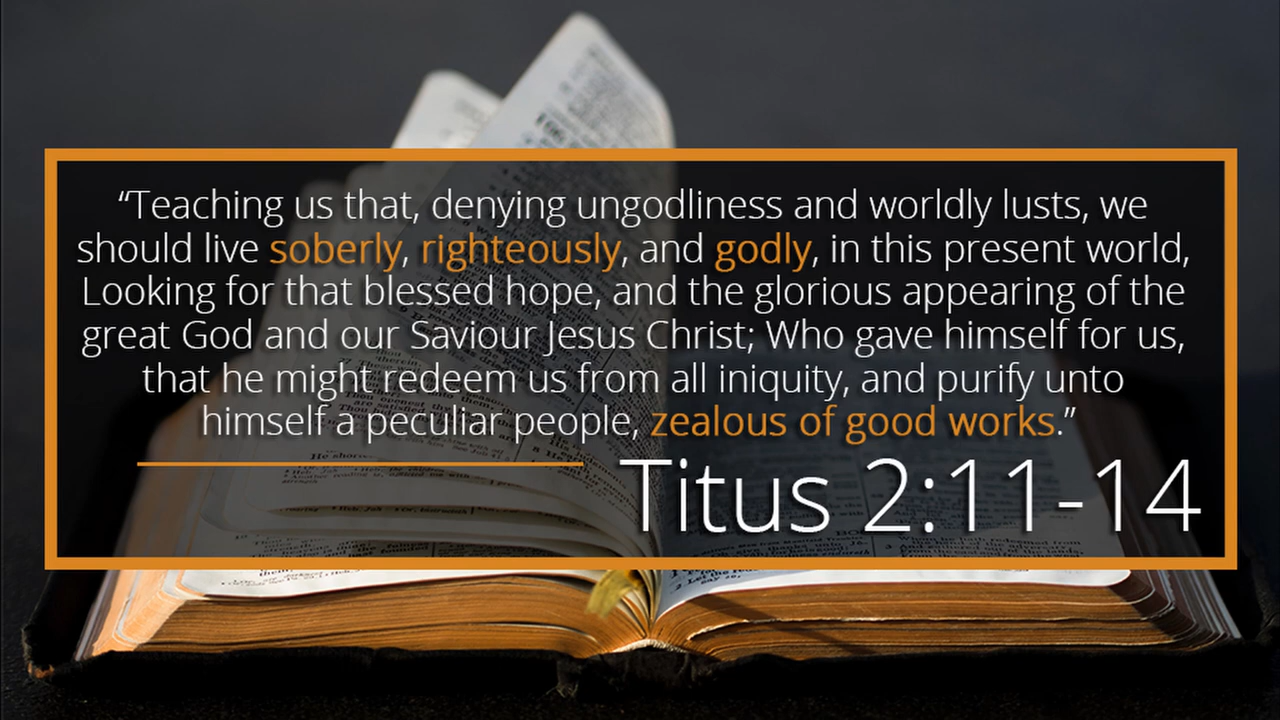 “Teaching us that, denying ungodliness and worldly lusts, we
should live soberly, righteously, and godly, in this present world,
Looking for that blessed hope, and the glorious appearing of the
great God and our Saviour Jesus Christ; Who gave himself for us,
that he might redeem us from all iniquity, and purify unto
himself a peculiar people, zealous of good works.”
Titus 2:11-14